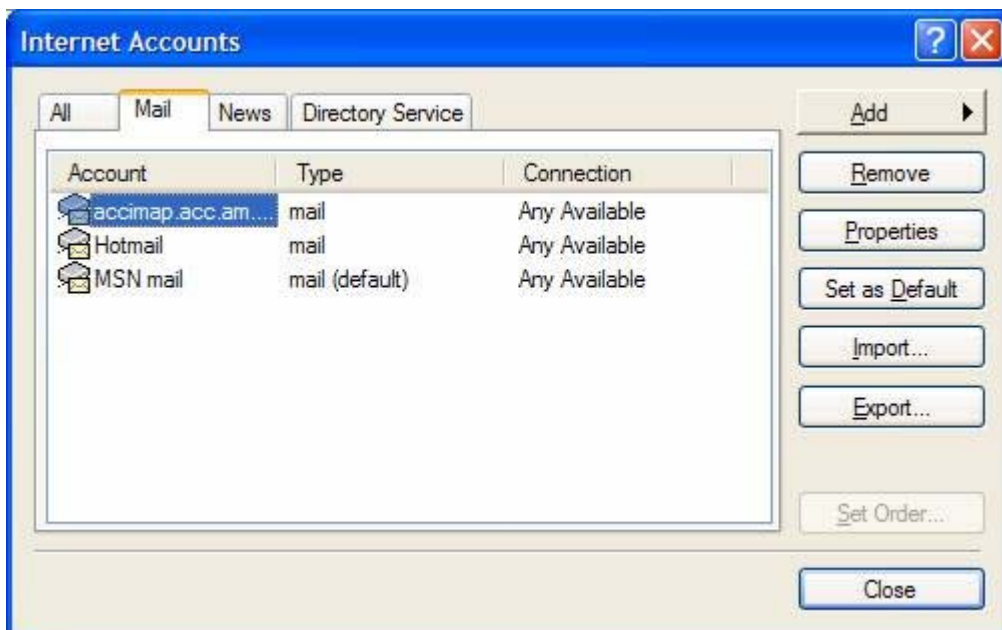 Internet Accounts
All Mail News Directory Service
Add
Account Type Connection
Remove
accimap.acc.am.... mail Any Available
Hotmail mail Any Available
Properties
MSN mail mail (default) Any Available
Set as Default
Import...
Export...
Set Order...
Close